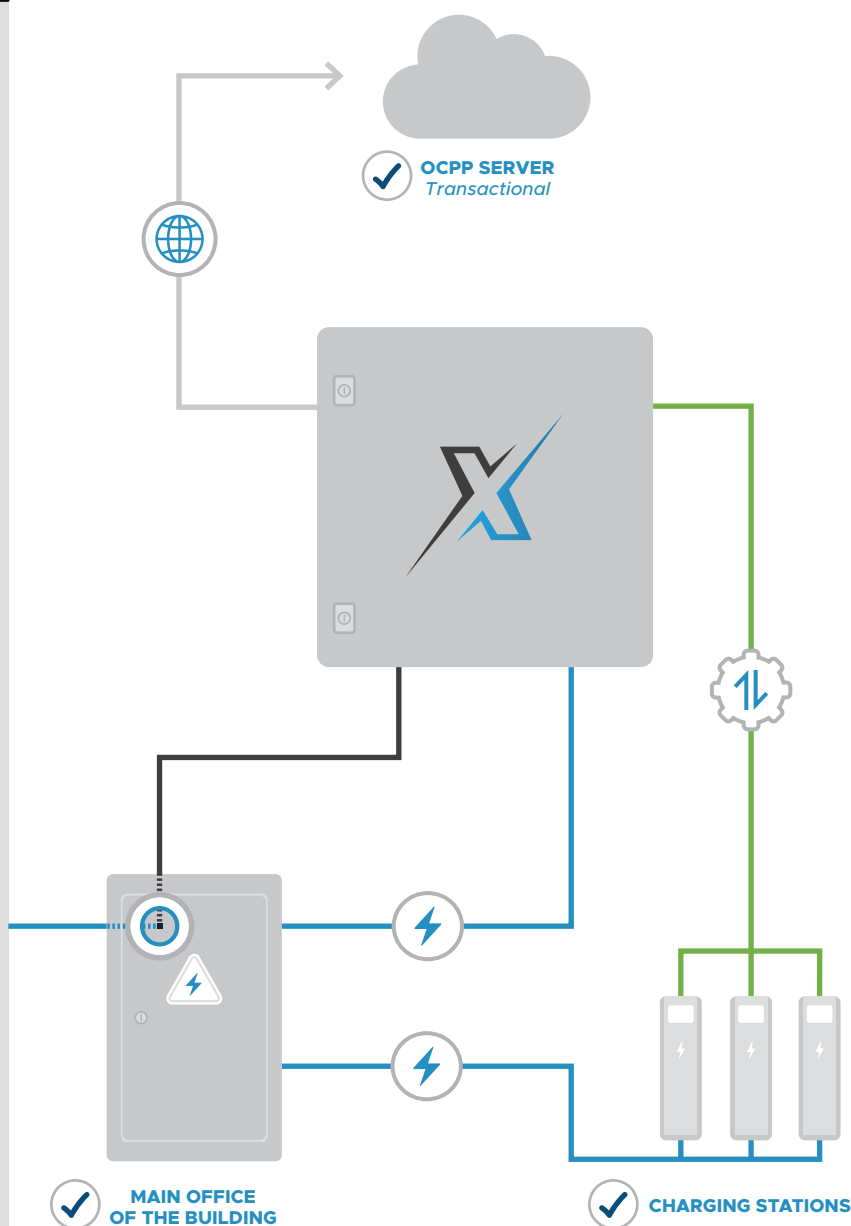 OCPP SERVER
Transactional
X
MAIN OFFICE
OF THE BUILDING
CHARGING STATIONS